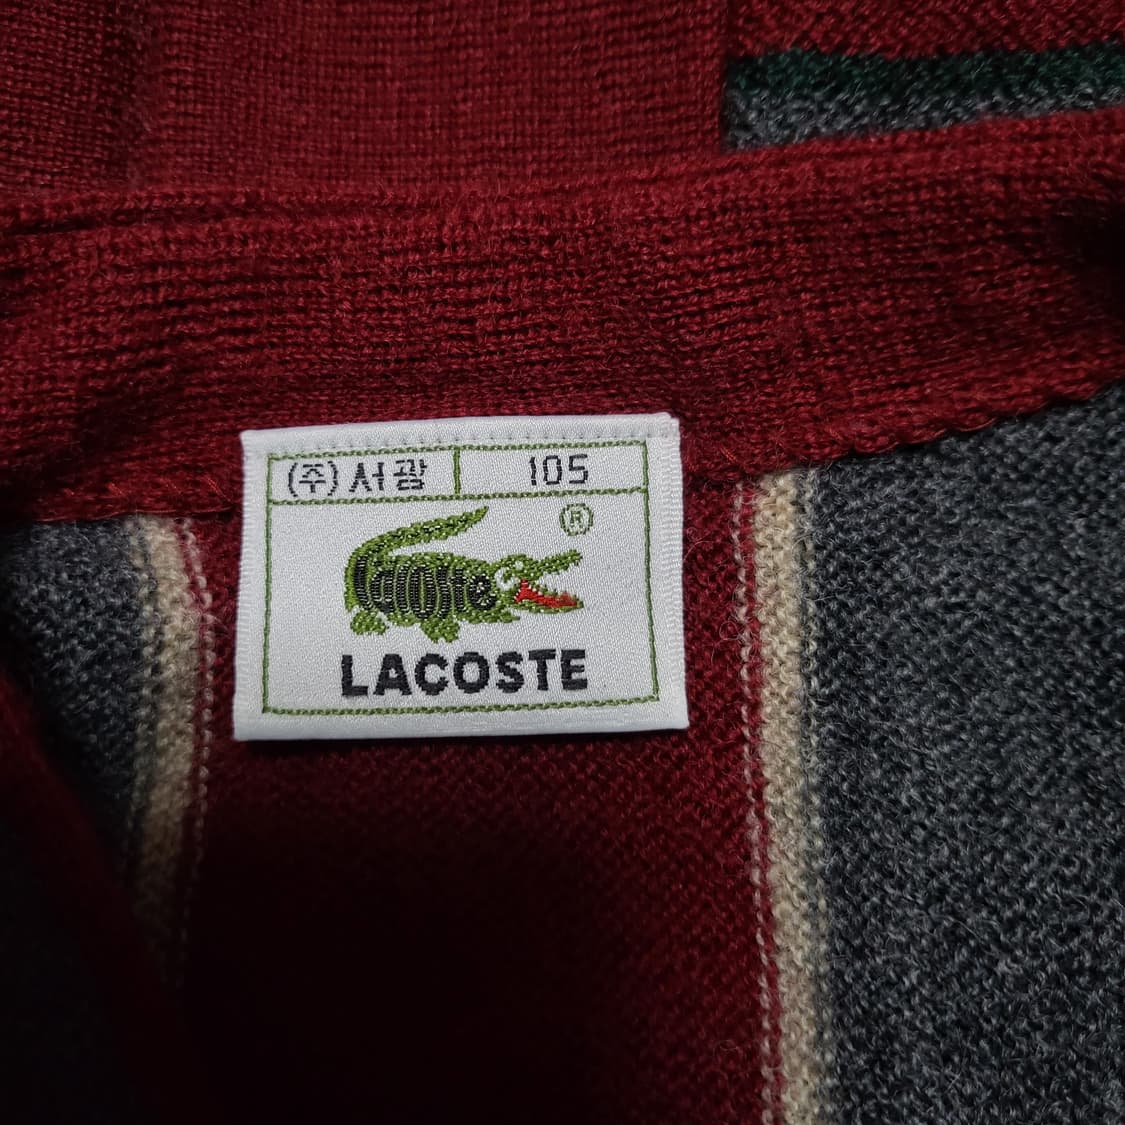 (주)서광 105
®
lacoste
LACOSTE